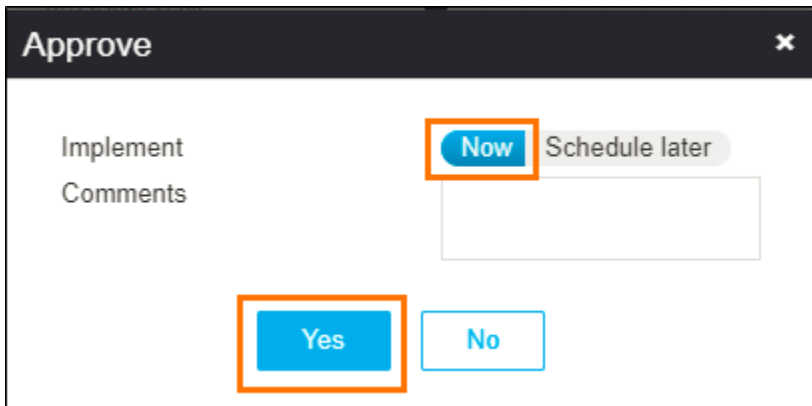 Approve
Implement Now Schedule later
Comments
Yes No